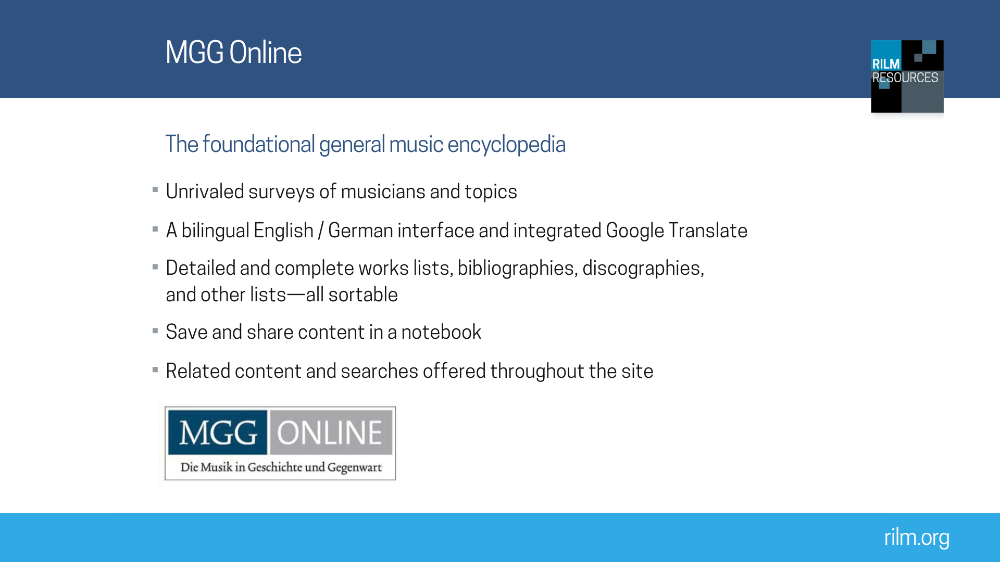 MGG Online
RILM
RESOURCES
The foundational general music encyclopedia
▪ Unrivaled surveys of musicians and topics
▪ A bilingual English / German interface and integrated Google Translate
▪ Detailed and complete works lists, bibliographies, discographies,
and other lists—all sortable
▪ Save and share content in a notebook
▪ Related content and searches offered throughout the site
MGG ONLINE
Die Musik in Geschichte und Gegenwart
rilm.org